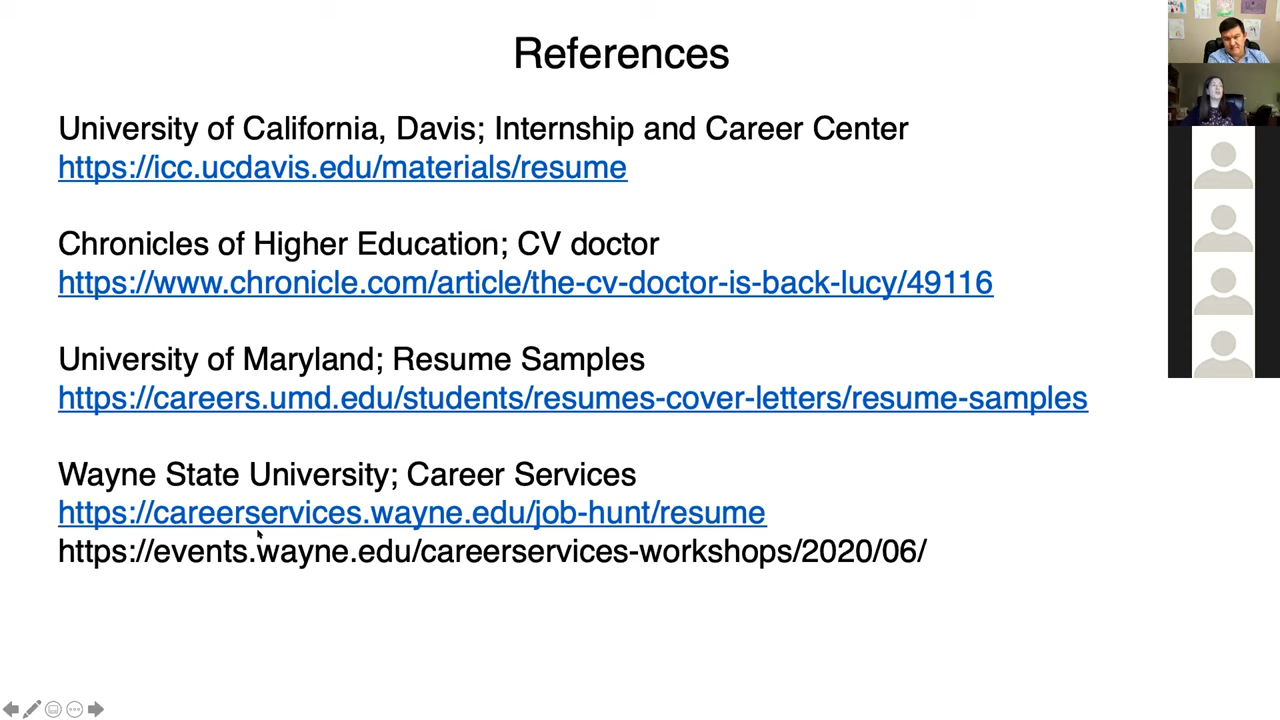 References
University of California, Davis; Internship and Career Center
https://icc.ucdavis.edu/materials/resume
Chronicles of Higher Education; CV doctor
https://www.chronicle.com/article/the-cv-doctor-is-back-lucy/49116
University of Maryland; Resume Samples
https://careers.umd.edu/students/resumes-cover-letters/resume-samples
Wayne State University; Career Services
https://careerservices.wayne.edu/job-hunt/resume
https://events.wayne.edu/careerservices-workshops/2020/06/